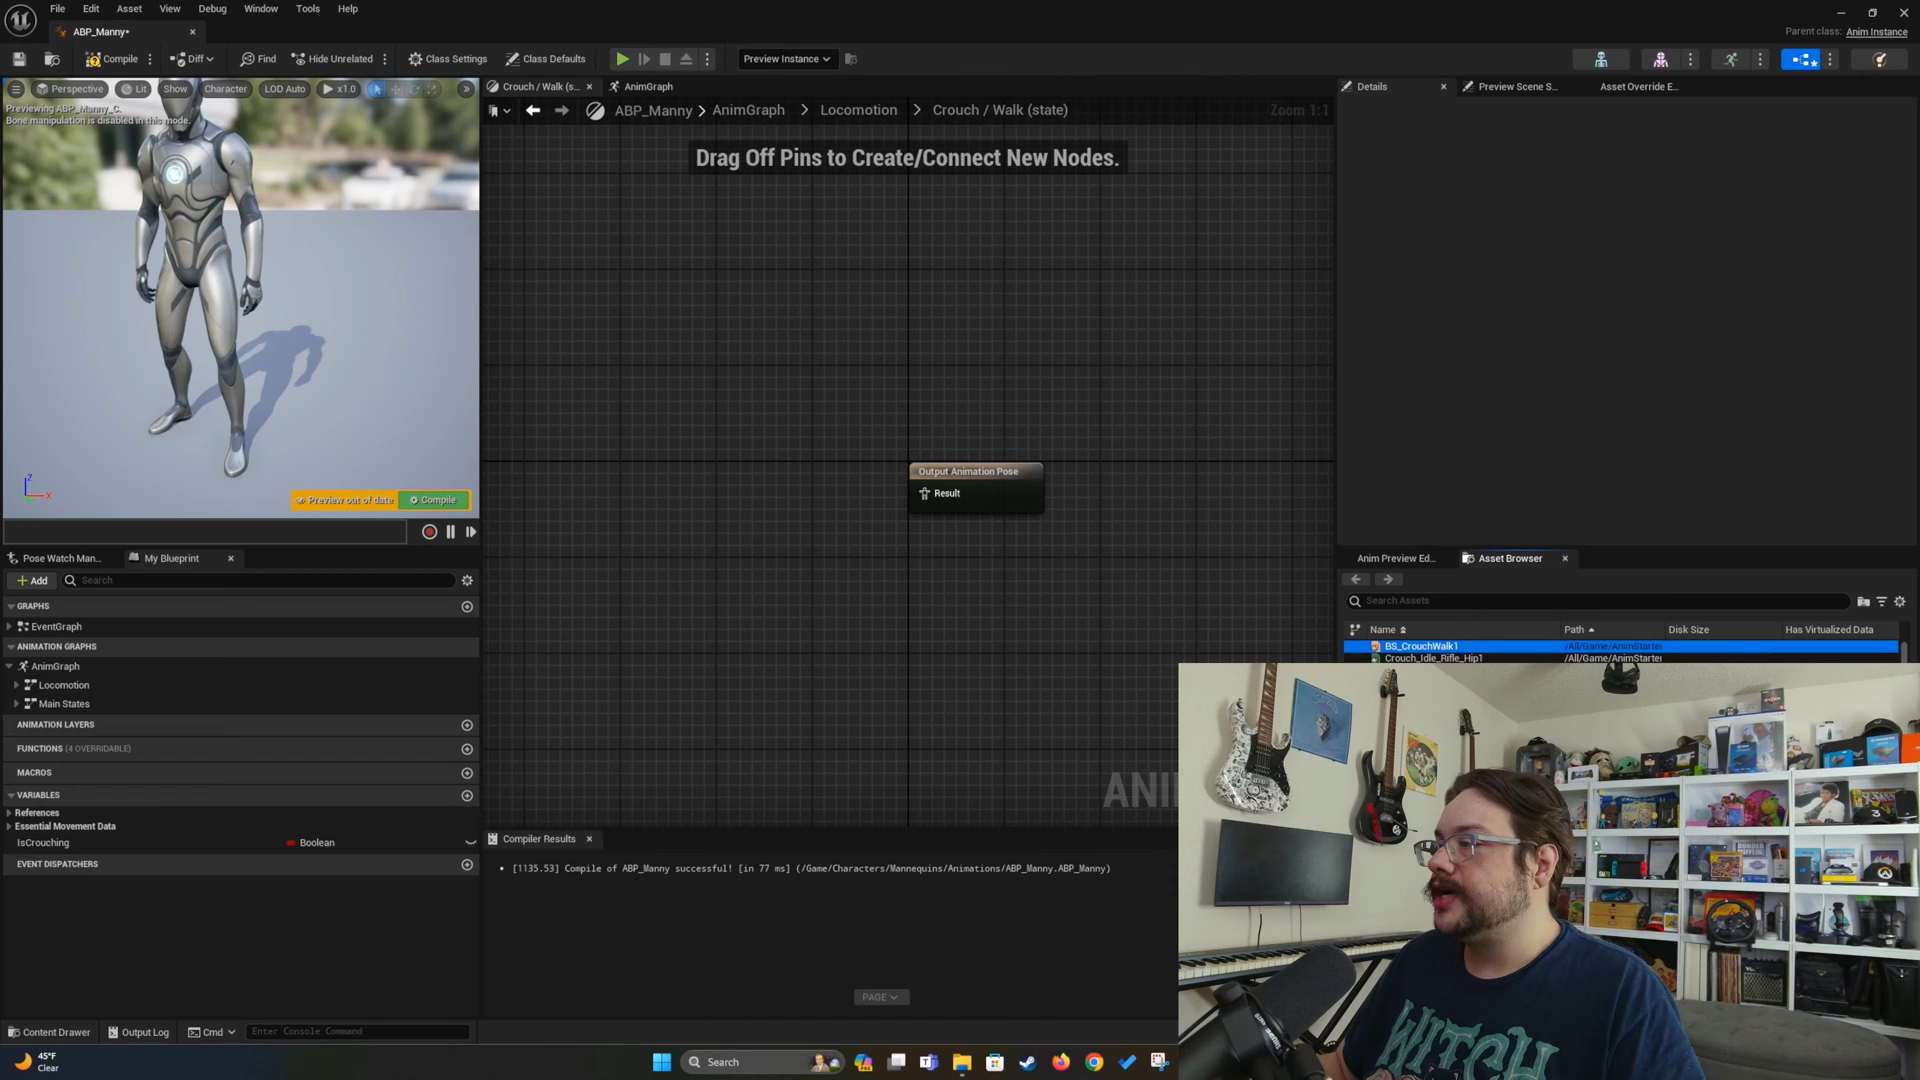 File Edit Asset View Debug Window Tools Help
ABP_Manny*
Parent class: Anim Instance
Compile Diff Find Hide Unrelated Class Settings Class Defaults Preview Instance
Perspective Lit Show Character LOD Auto x1.0
Previewing ABP_Manny_C.
Bone manipulation is disabled in this mode.
Z
X
Preview out of date Compile
Crouch / Walk (s... AnimGraph
ABP_Manny > AnimGraph > Locomotion > Crouch / Walk (state)
Zoom 1:1
Drag Off Pins to Create/Connect New Nodes.
Output Animation Pose
Result
ANI
Details Preview Scene S... Asset Override E...
Pose Watch Man... My Blueprint
Add Search
GRAPHS
EventGraph
ANIMATION GRAPHS
AnimGraph
Locomotion
Main States
ANIMATION LAYERS
FUNCTIONS (4 OVERRIDABLE)
MACROS
VARIABLES
References
Essential Movement Data
IsCrouching Boolean
EVENT DISPATCHERS
Compiler Results
• [1135.53] Compile of ABP_Manny successful! [in 77 ms] (/Game/Characters/Mannequins/Animations/ABP_Manny.ABP_Manny)
PAGE
Anim Preview Ed... Asset Browser
Search Assets
Name Path Disk Size Has Virtualized Data
BS_CrouchWalk1 /All/Game/AnimStarter
Crouch_Idle_Rifle_Hip1 /All/Game/AnimStarter
WITCH
Content Drawer Output Log Cmd Enter Console Command
45°F
Clear
Search